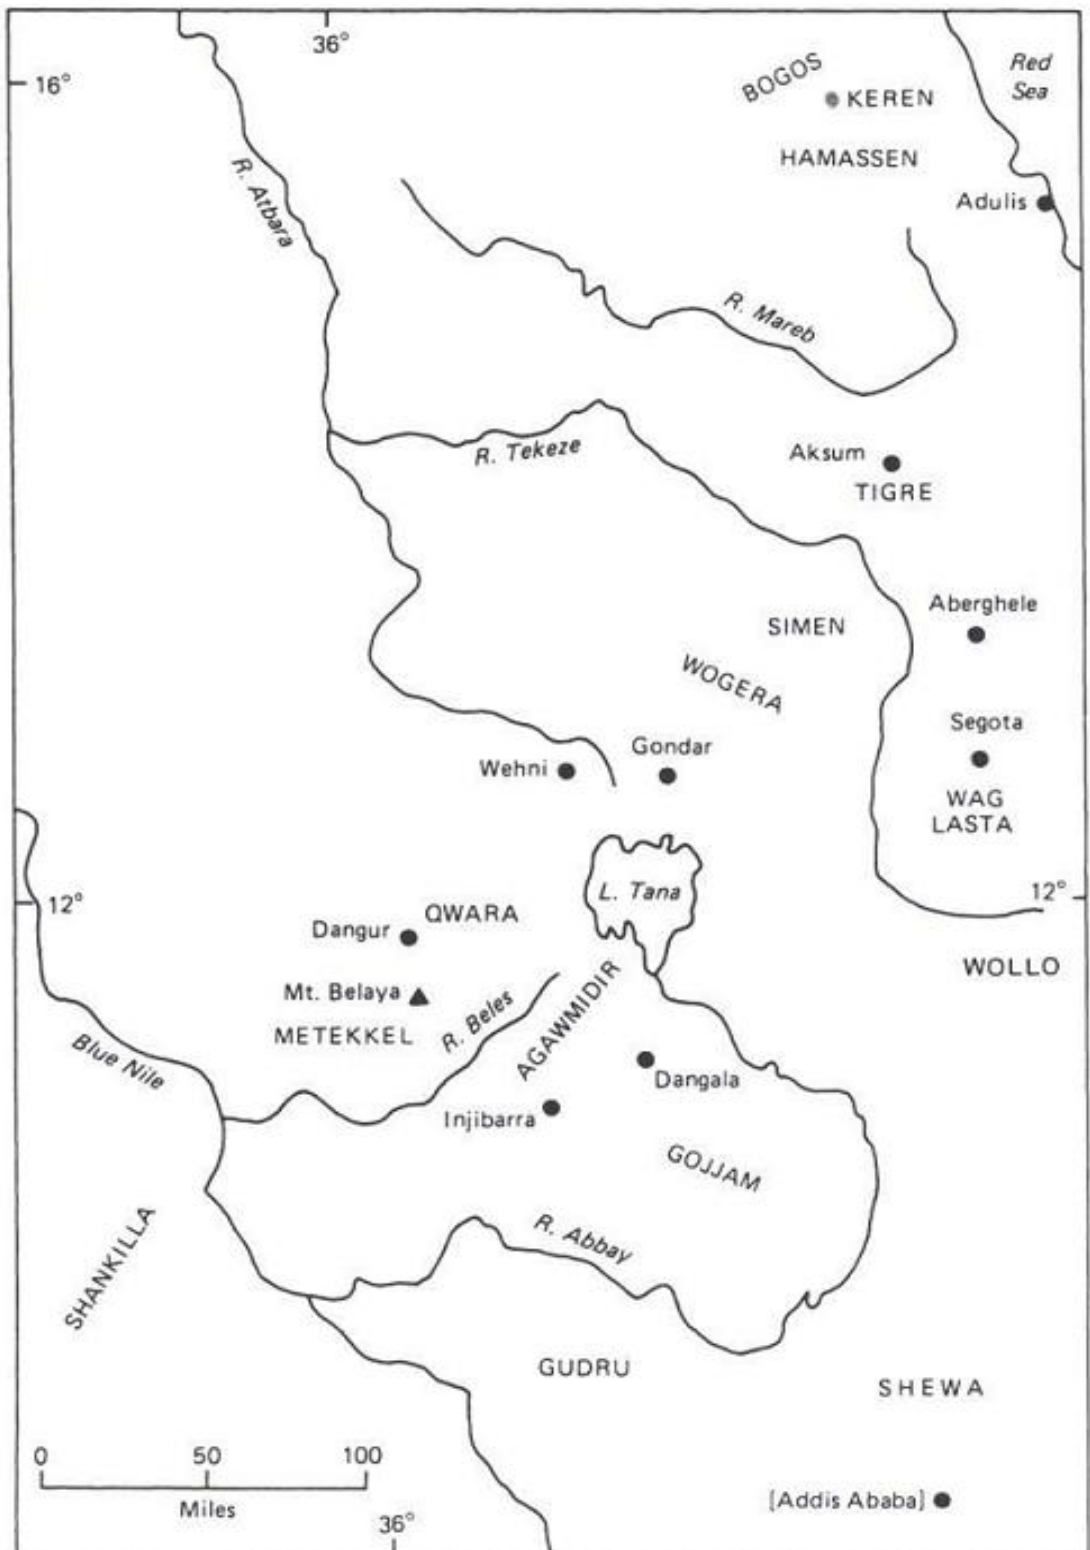 36°
16°
BOGOS
Red
Sea
KEREN
HAMASSEN
R. Atbara
Adulis
R. Mareb
R. Tekeze
Aksum
TIGRE
Aberghele
SIMEN
WOGERA
Segota
Gondar
Wehni
WAG
LASTA
L. Tana
12°
12°
QWARA
Dangur
WOLLO
Mt. Belaya
R. Beles
AGAWMIDIR
METEKKEL
Blue Nile
Dangala
Injibarra
GOJJAM
R. Abbay
SHANKILLA
GUDRU
SHEWA
0 50 100
Miles
[Addis Ababa]
36°